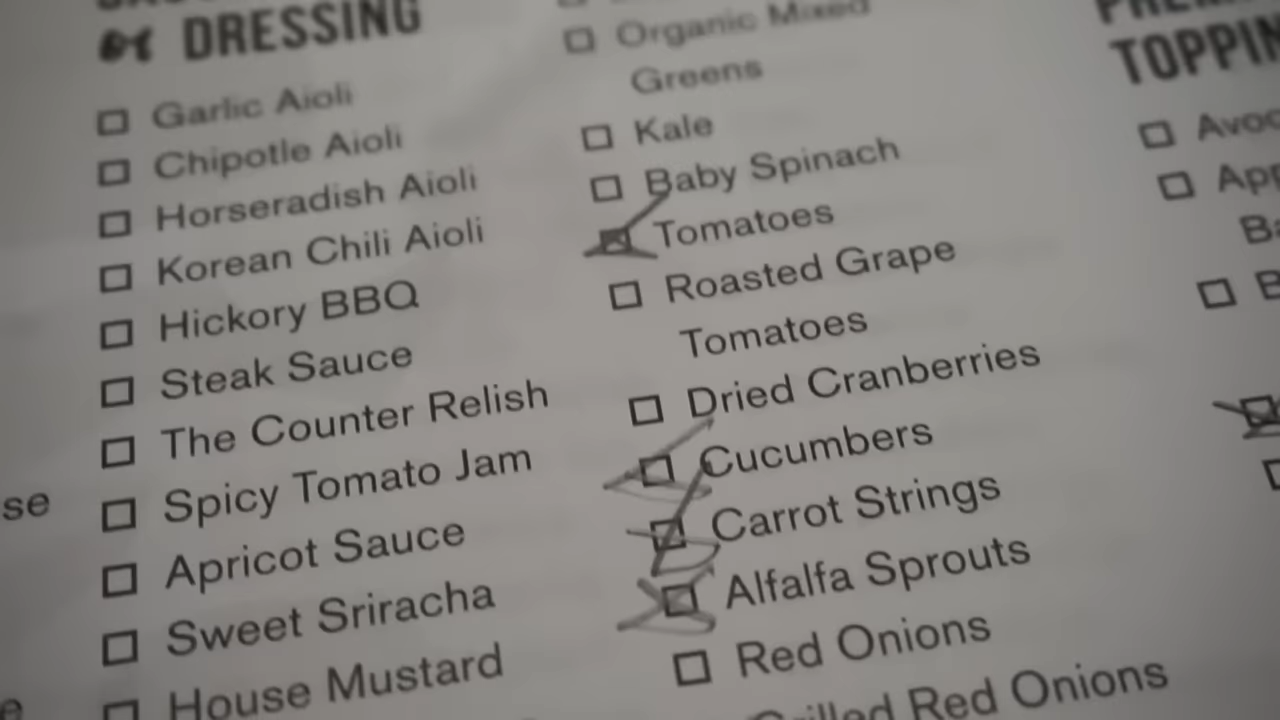 or DRESSING
Garlic Aioli
Chipotle Aioli
Horseradish Aioli
Korean Chili Aioli
Hickory BBQ
Steak Sauce
The Counter Relish
Spicy Tomato Jam
Apricot Sauce
Sweet Sriracha
House Mustard
Organic Mixed
Greens
Kale
Baby Spinach
Tomatoes
Roasted Grape
Tomatoes
Dried Cranberries
Cucumbers
Carrot Strings
Alfalfa Sprouts
Red Onions
Grilled Red Onions